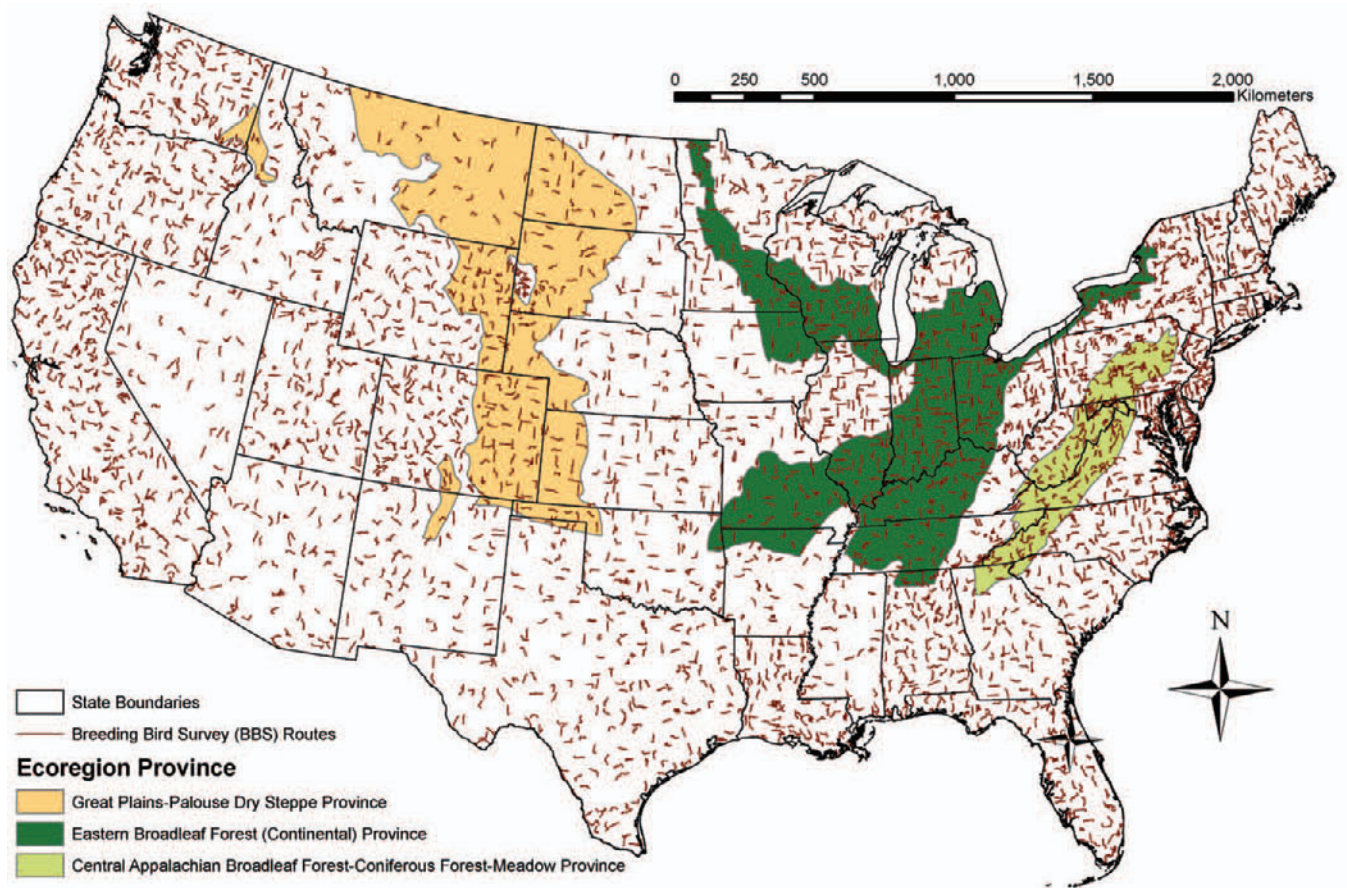 0 250 500 1,000 1,500 2,000
Kilometers
N
State Boundaries
Breeding Bird Survey (BBS) Routes
Ecoregion Province
Great Plains-Palouse Dry Steppe Province
Eastern Broadleaf Forest (Continental) Province
Central Appalachian Broadleaf Forest-Coniferous Forest-Meadow Province